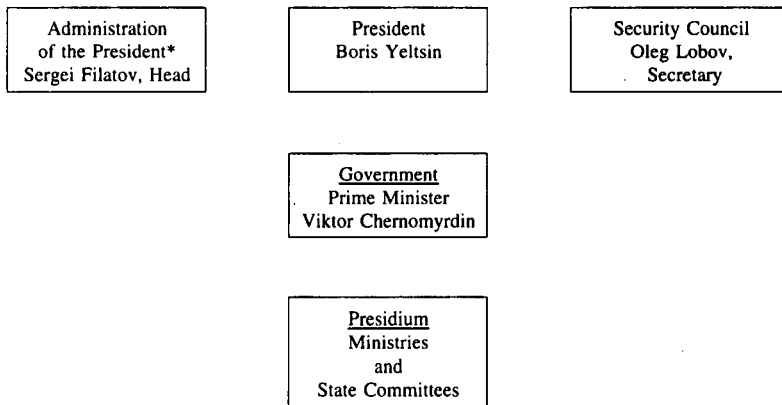 Administration
of the President*
Sergei Filatov, Head
President
Boris Yeltsin
Security Council
Oleg Lobov,
Secretary
Government
Prime Minister
Viktor Chernomyrdin
Presidium
Ministries
and
State Committees